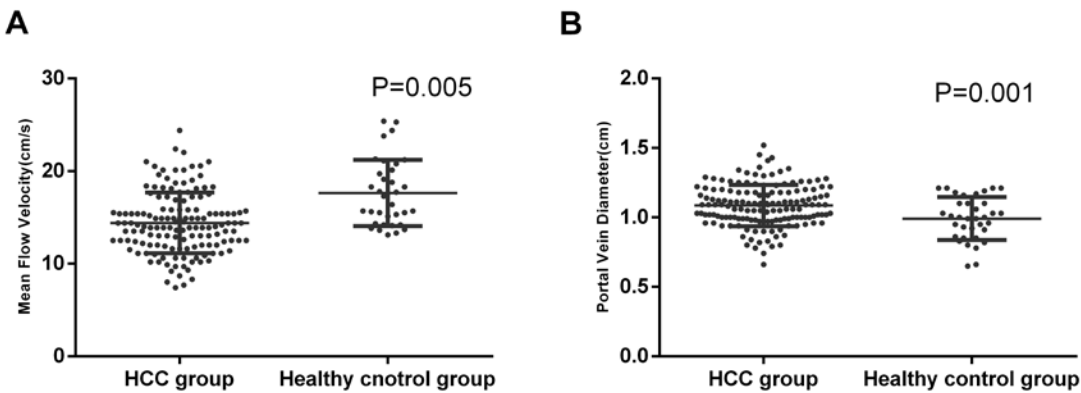 A
Mean Flow Velocity(cm/s)
30
20
10
0
P=0.005
HCC group
Healthy cnotrol group
B
Portal Vein Diameter(cm)
2.0
1.5
1.0
0.5
0.0
P=0.001
HCC group
Healthy control group